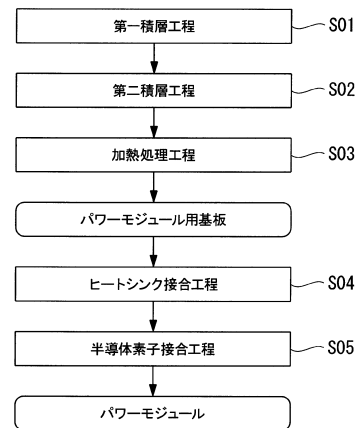 第一積層工程 S01
第二積層工程 S02
加熱処理工程 S03
パワーモジュール用基板
ヒートシンク接合工程 S04
半導体素子接合工程 S05
パワーモジュール